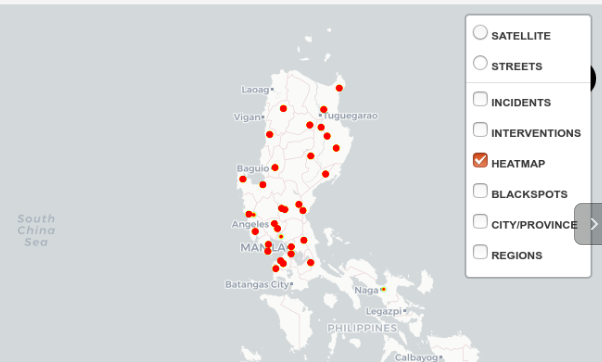 SATELLITE
STREETS
INCIDENTS
INTERVENTIONS
HEATMAP
BLACKSPOTS
CITY/PROVINCE
REGIONS
Laoag
Vigan
Tuguegarao
Baguio
South
China
Sea
Angeles
MANILA
Batangas City
Naga
Legazpi
PHILIPPINES
Calbayog